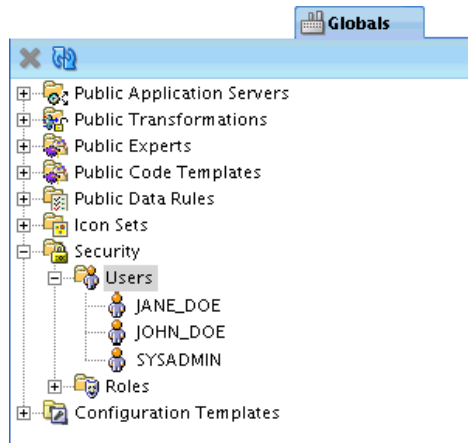 Globals
Public Application Servers
Public Transformations
Public Experts
Public Code Templates
Public Data Rules
Icon Sets
Security
Users
JANE_DOE
JOHN_DOE
SYSADMIN
Roles
Configuration Templates